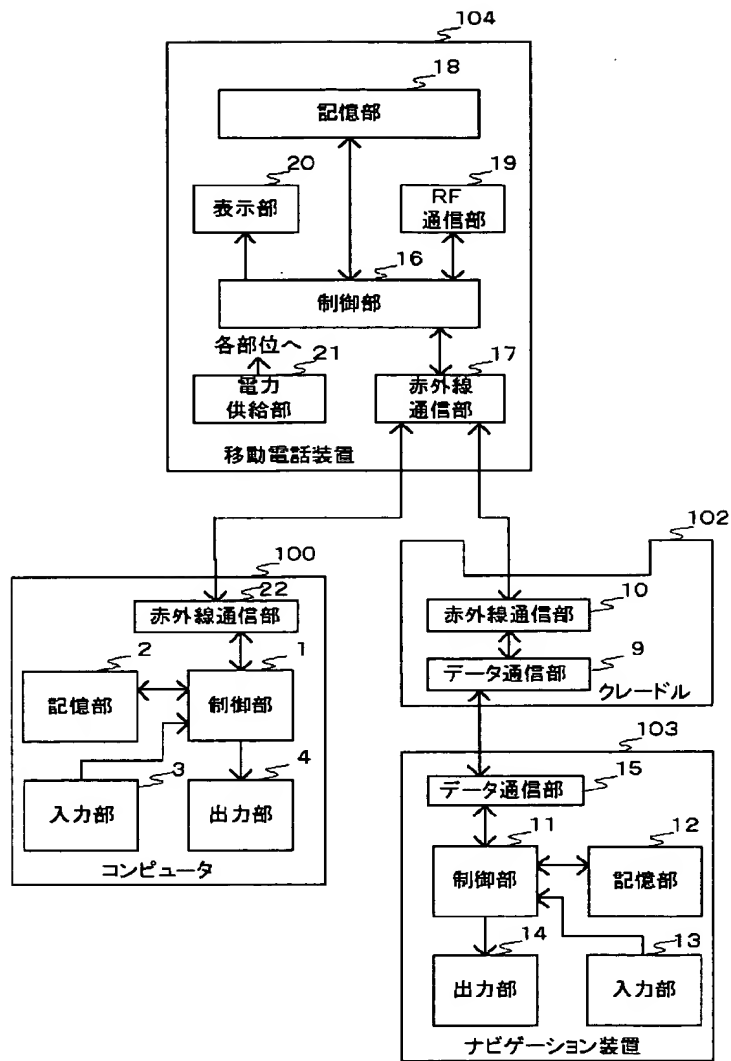 104
18
記憶部
20
19
表示部
RF
通信部
16
制御部
各部位へ
21
17
電力
供給部
赤外線
通信部
移動電話装置
102
100
22
赤外線通信部
10
赤外線通信部
2
1
9
記憶部
制御部
データ通信部
クレードル
103
3
4
15
データ通信部
入力部
出力部
11
12
コンピュータ
制御部
記憶部
14
13
出力部
入力部
ナビゲーション装置